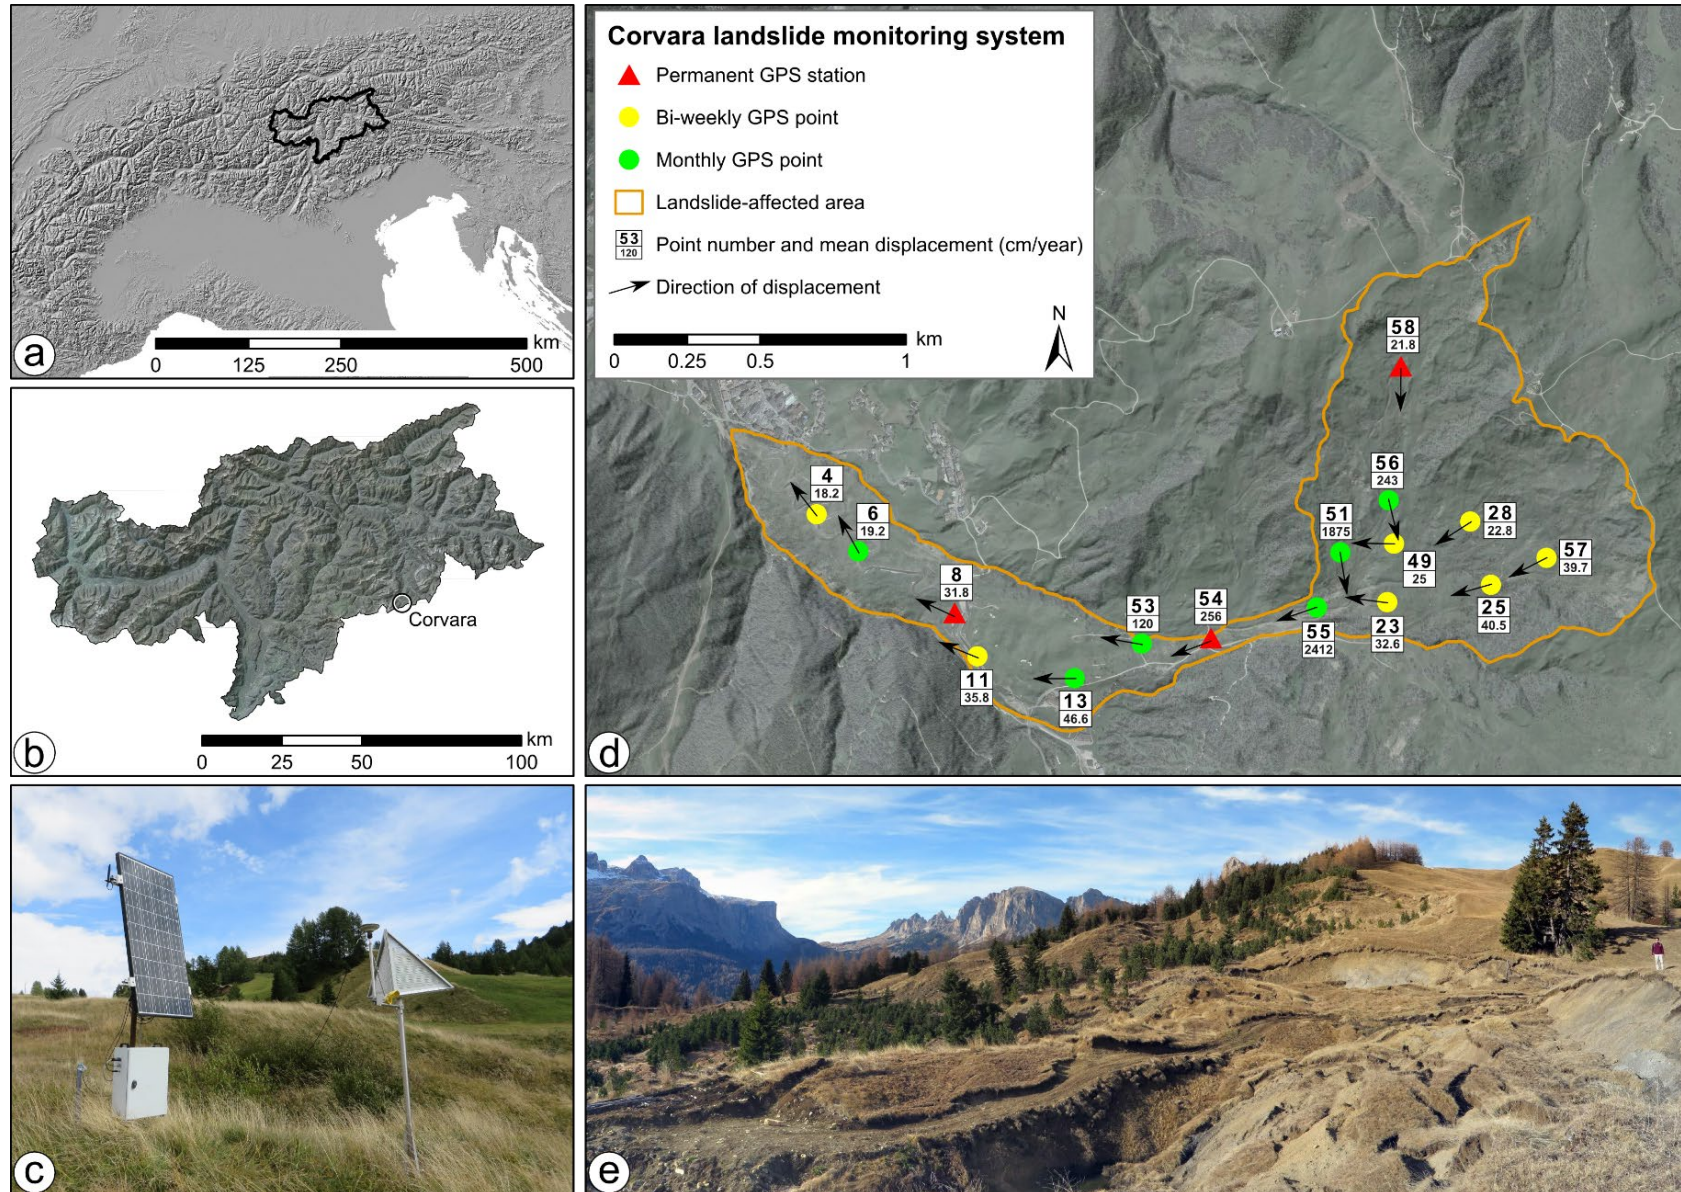 0
125
250
500
km
a
Corvara
0
25
50
100
km
b
c
Corvara landslide monitoring system
Permanent GPS station
Bi-weekly GPS point
Monthly GPS point
Landslide-affected area
53
120
Point number and mean displacement (cm/year)
Direction of displacement
km
0
0.25
0.5
1
N
58
21.8
56
243
4
18.2
6
19.2
51
1875
28
22.8
49
25
57
39.7
8
31.8
53
120
54
256
25
40.5
55
2412
23
32.6
11
35.8
13
46.6
d
e